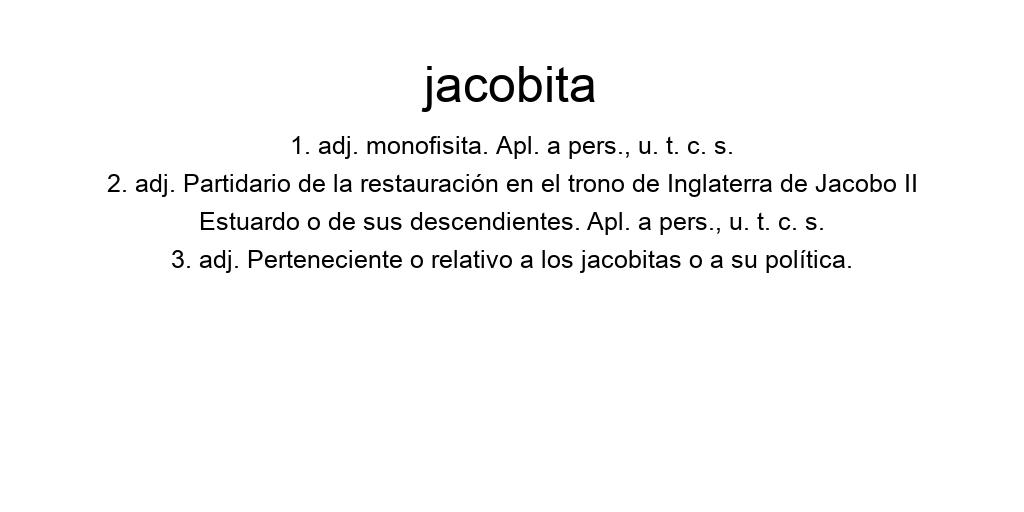 jacobita
1. adj. monofisita. Apl. a pers., u. t. c. s.
2. adj. Partidario de la restauración en el trono de Inglaterra de Jacobo II
Estuardo o de sus descendientes. Apl. a pers., u. t. c. s.
3. adj. Perteneciente o relativo a los jacobitas o a su política.